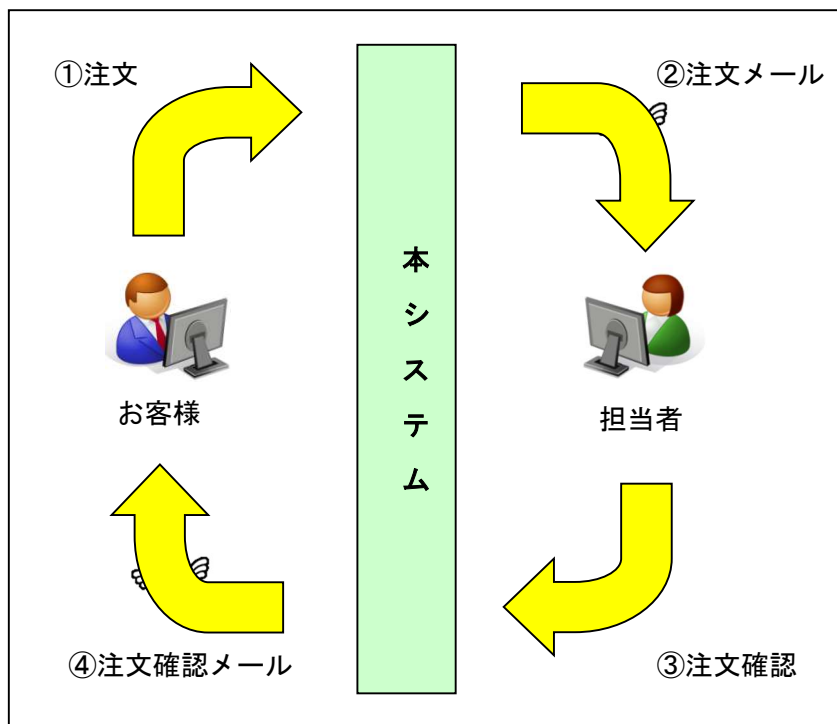 ①注文
②注文メール
本システム
お客様
担当者
④注文確認メール
③注文確認